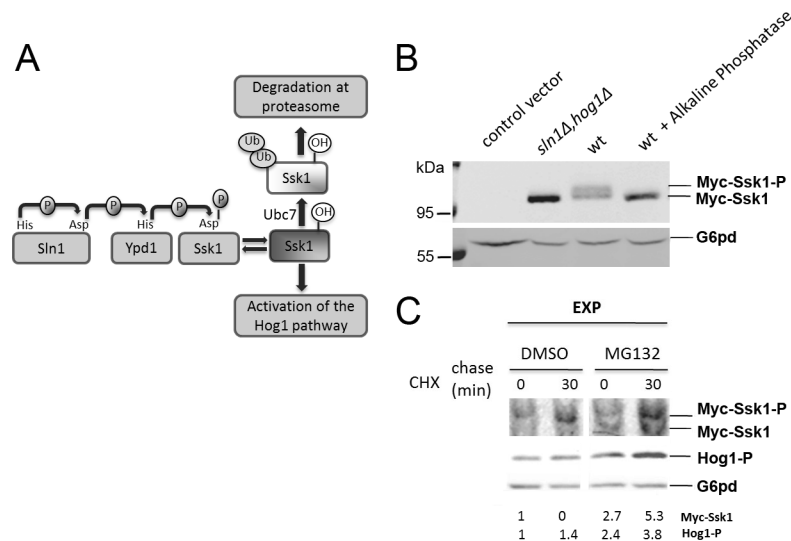 A
Degradation at
proteasome
Ub
Ub
OH
Ssk1
Ubc7
OH
P
P
P
P
His
Asp
His
Asp
Sln1
Ypd1
Ssk1
Ssk1
Activation of the
Hog1 pathway
B
control vector
sln1Δ,hog1Δ
wt
wt + Alkaline Phosphatase
kDa
95
55
Myc-Ssk1-P
Myc-Ssk1
G6pd
C
EXP
DMSO
MG132
CHX
chase
(min)
0
30
0
30
Myc-Ssk1-P
Myc-Ssk1
Hog1-P
G6pd
1 0 2.7 5.3 Myc-Ssk1
1 1.4 2.4 3.8 Hog1-P